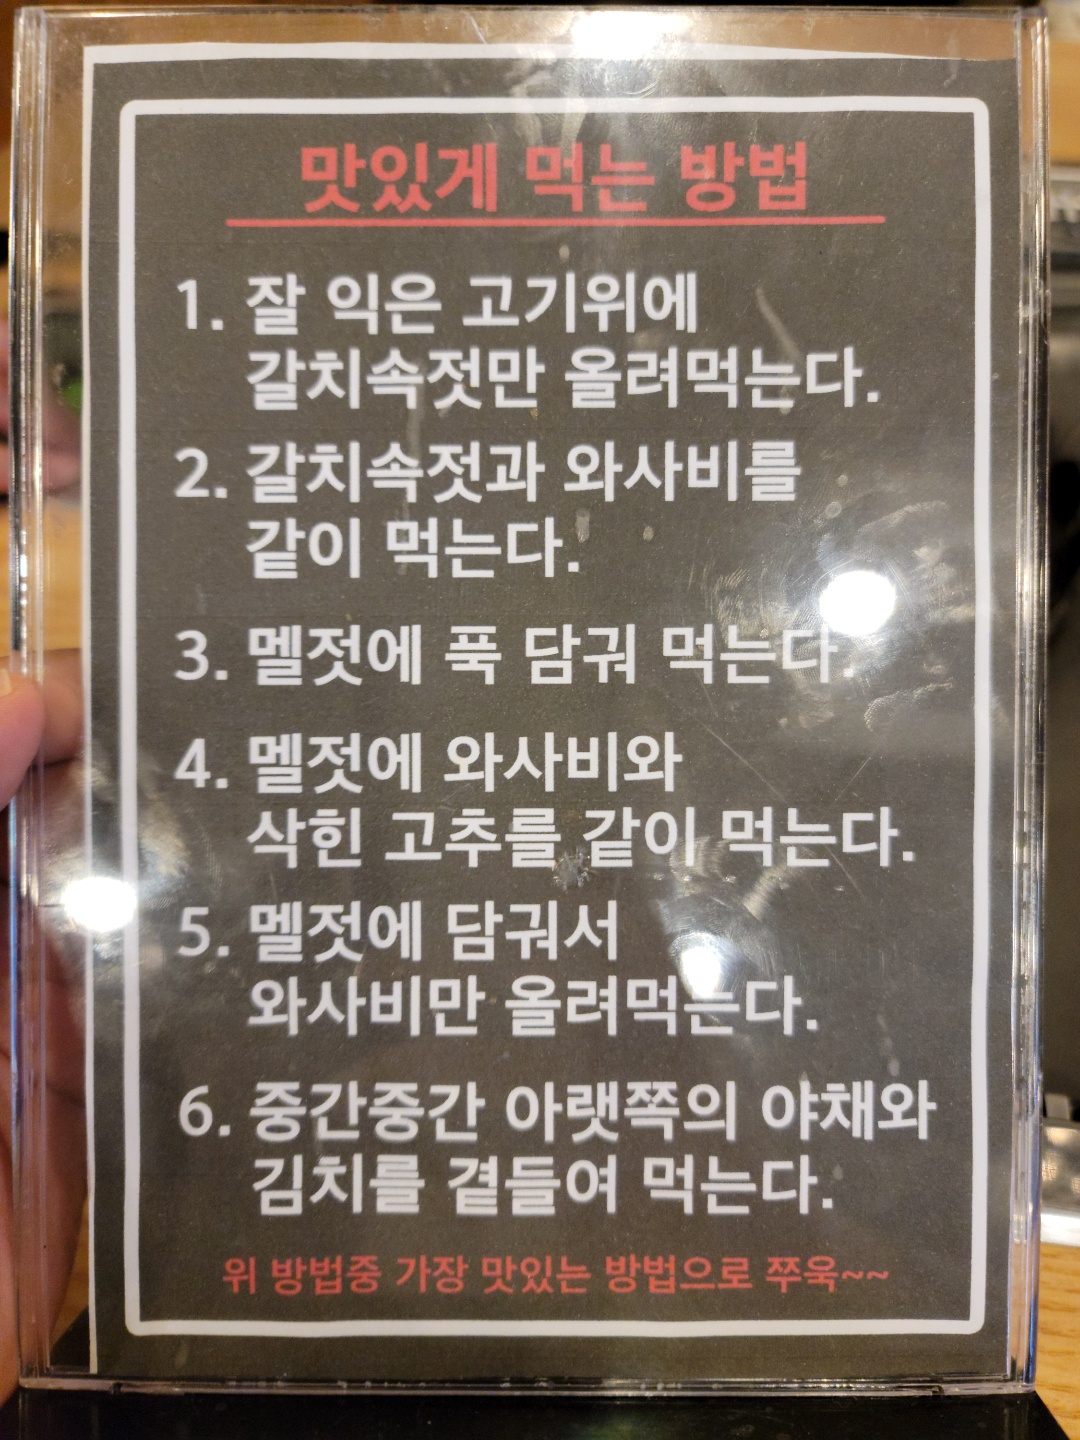 맛있게 먹는 방법
1. 잘 익은 고기위에
갈치속젓만 올려먹는다.
2. 갈치속젓과 와사비를
같이 먹는다.
3. 멜젓에 푹 담궈 먹는다.
4. 멜젓에 와사비와
삭힌 고추를 같이 먹는다.
5. 멜젓에 담궈서
와사비만 올려먹는다.
6. 중간중간 아랫쪽의 야채와
김치를 곁들여 먹는다.
위 방법중 가장 맛있는 방법으로 쭈욱~~